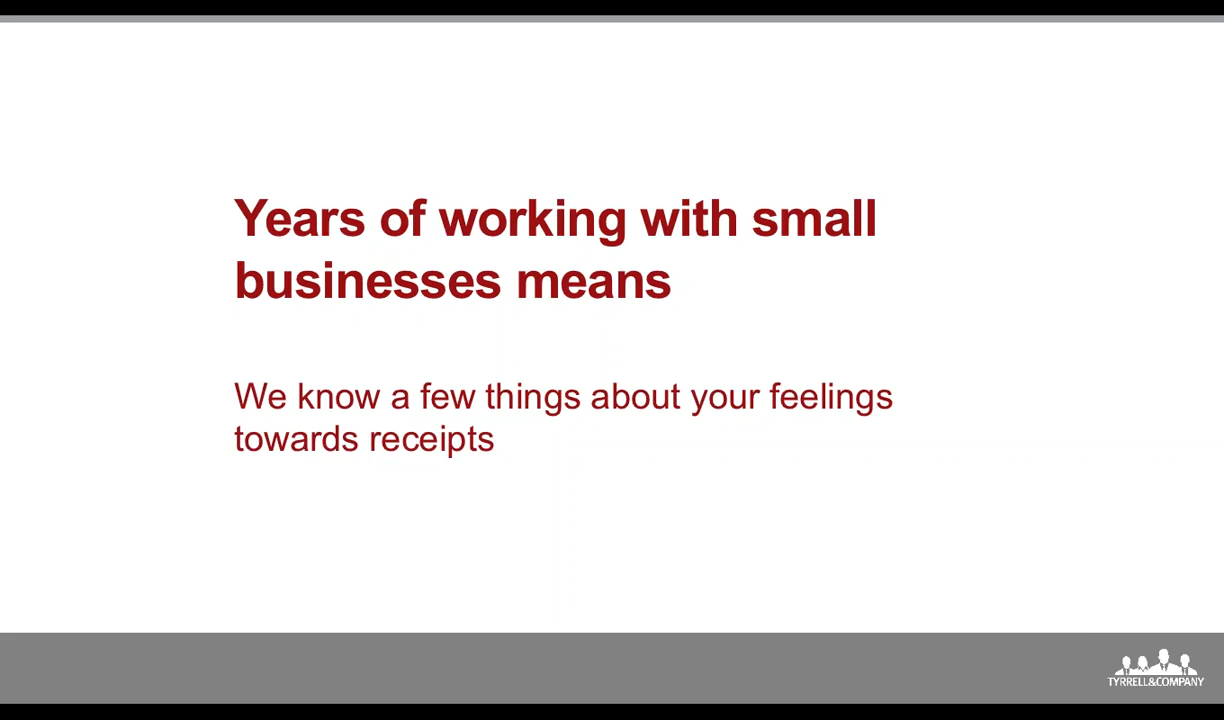 Years of working with small
businesses means
We know a few things about your feelings
towards receipts
TYRRELL&COMPANY